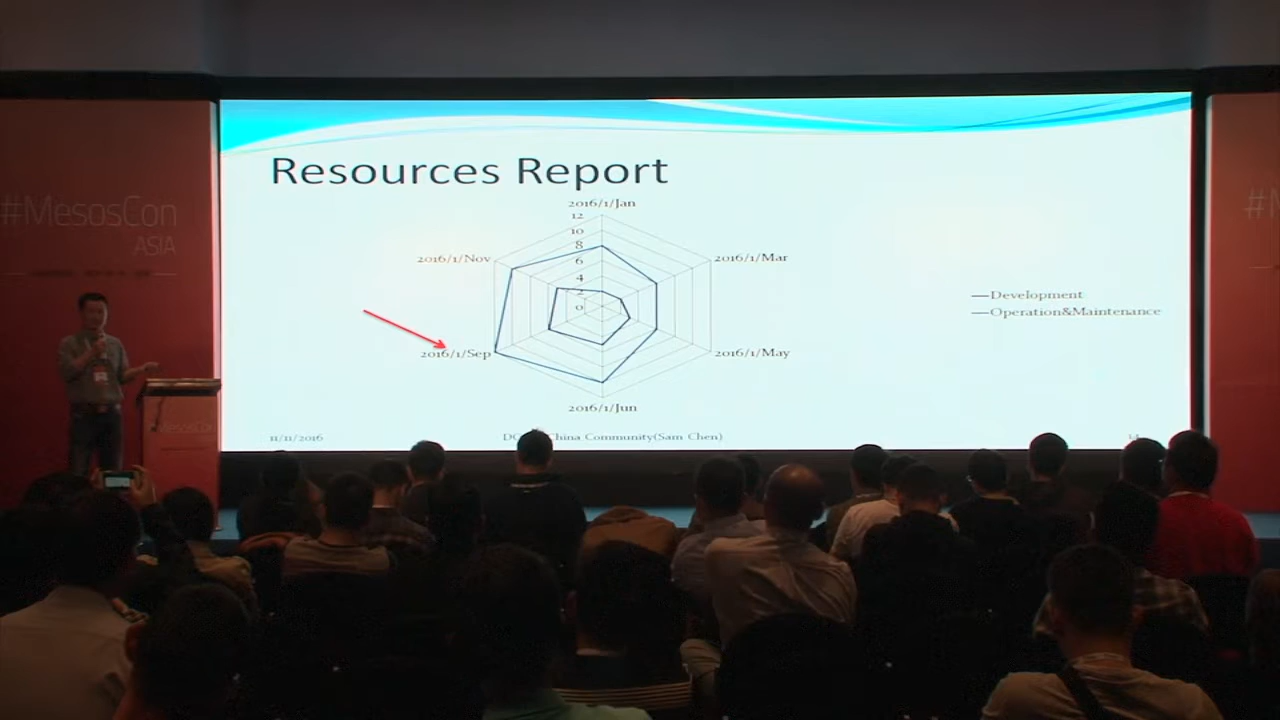 Resources Report
2016/1/Jan
12
10
8
6
4
2
0
2016/1/Nov
2016/1/Mar
2016/1/Sep
2016/1/May
2016/1/Jun
Development
Operation&Maintenance
11/11/2016
China Community(Sam Chen)
14
#MesosCon
ASIA
MesosCon